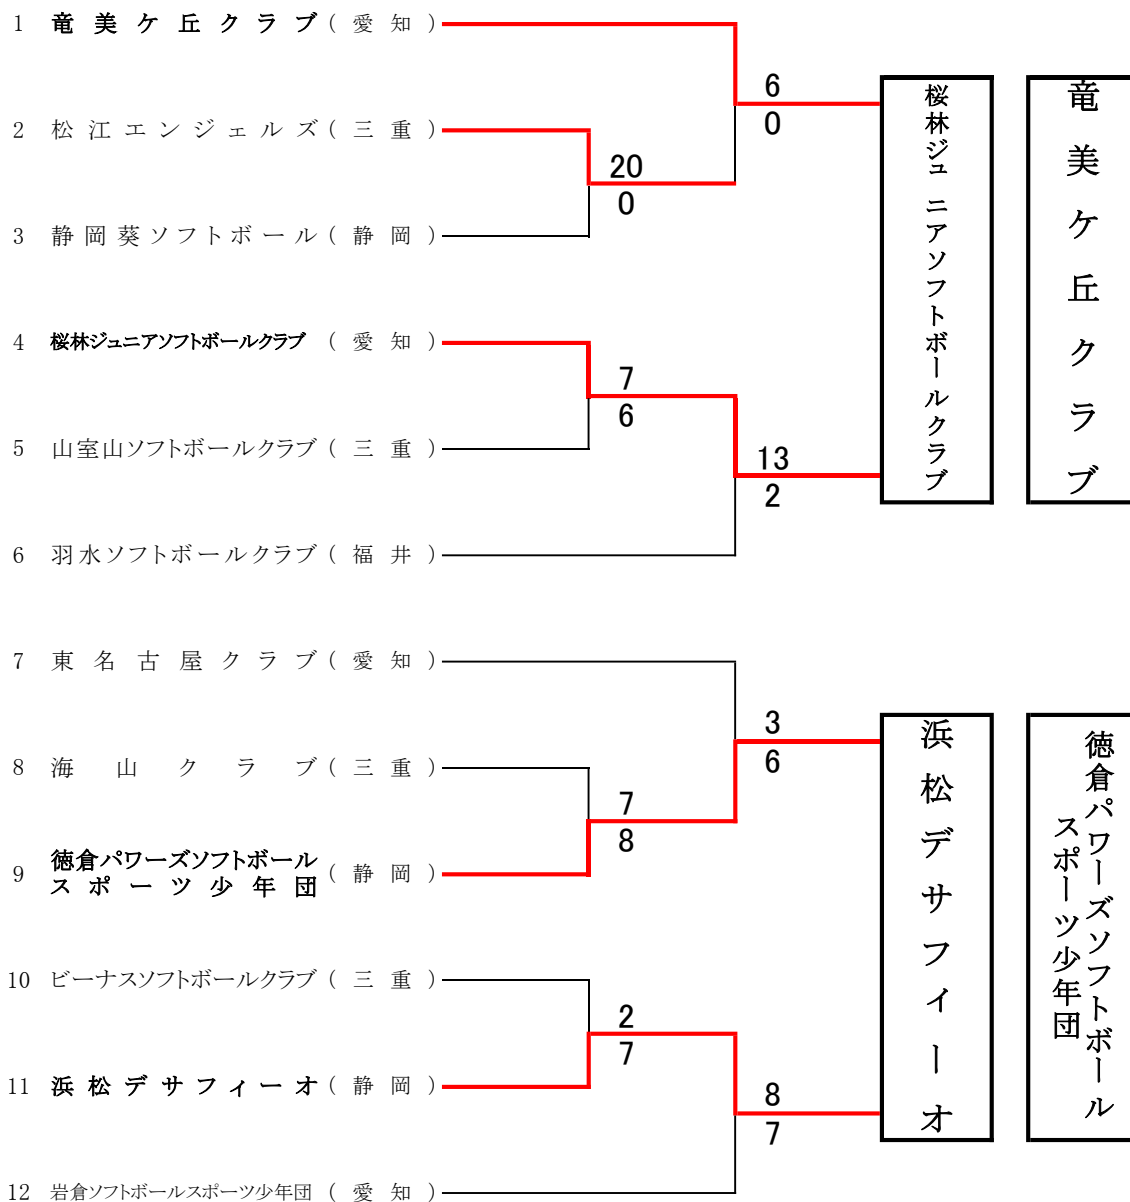 1 竜美ケ丘クラブ(愛知)
6
0
2 松江エンジェルズ(三重)
20
0
3 静岡葵ソフトボール(静岡)
4 桜林ジュニアソフトボールクラブ (愛知)
7
6
5 山室山ソフトボールクラブ(三重)
13
2
6 羽水ソフトボールクラブ(福井)
桜林ジュニアソフトボールクラブ
竜美ケ丘クラブ
7 東名古屋クラブ(愛知)
3
6
8 海山クラブ(三重)
7
8
9 徳倉パワーズソフトボール
スポーツ少年団(静岡)
10 ビーナスソフトボールクラブ(三重)
2
7
11 浜松デサフィーオ(静岡)
8
7
12 岩倉ソフトボールスポーツ少年団(愛知)
浜松デサフィーオ
徳倉パワーズソフトボール
スポーツ少年団